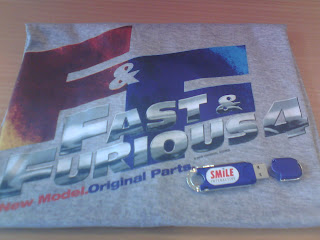 &
FAST &
FURIOUS 4
New Model.Original Parts.
SMiLE